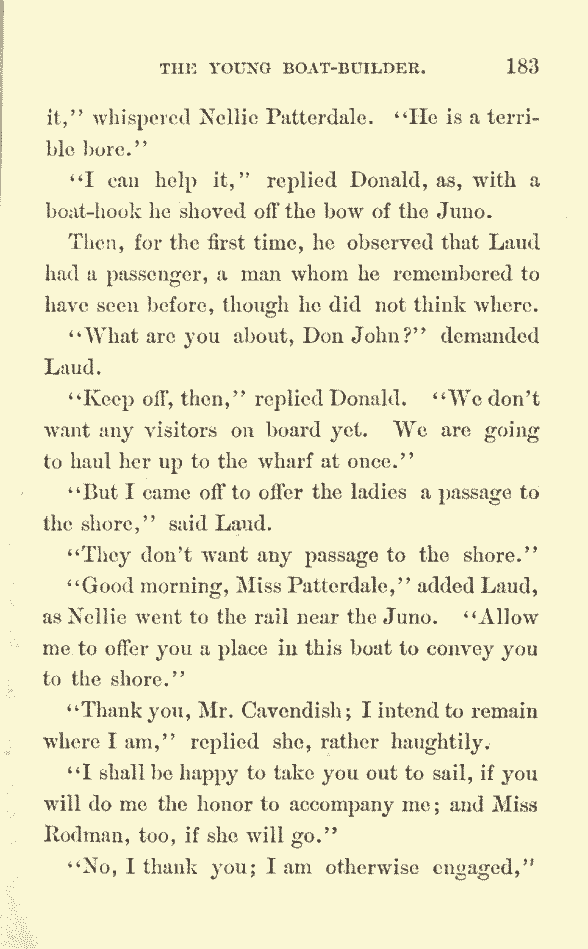 THE YOUNG BOAT-BUILDER. 183
it," whispered Nellie Patterdale. "He is a terri-
ble bore."
"I can help it," replied Donald, as, with a
boat-hook he shoved off the bow of the Juno.
Then, for the first time, he observed that Laud
had a passenger, a man whom he remembered to
have seen before, though he did not think where.
"What are you about, Don John?" demanded
Laud.
"Keep off, then," replied Donald. "We don't
want any visitors on board yet. We are going
to haul her up to the wharf at once."
"But I came off to offer the ladies a passage to
the shore," said Laud.
"They don't want any passage to the shore."
"Good morning, Miss Patterdale," added Laud,
as Nellie went to the rail near the Juno. "Allow
me to offer you a place in this boat to convey you
to the shore."
"Thank you, Mr. Cavendish; I intend to remain
where I am," replied she, rather haughtily.
"I shall be happy to take you out to sail, if you
will do me the honor to accompany me; and Miss
Rodman, too, if she will go."
"No, I thank you; I am otherwise engaged,"